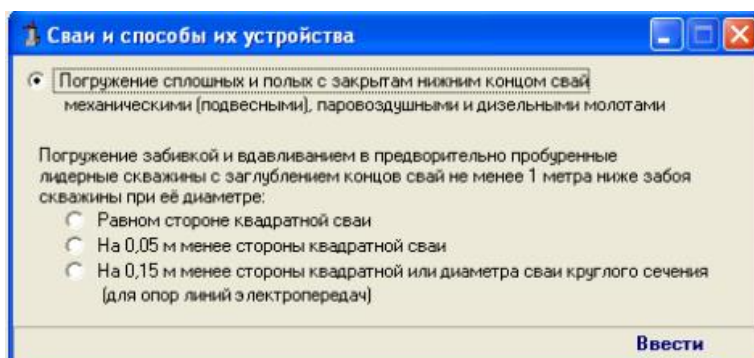 Сваи и способы их устройства
Погружение сплошных и полых с закрытам нижним концом свай
механическими (подвесными), паровоздушными и дизельными молотами
Погружение забивкой и вдавливанием в предворительно пробуренные
лидерные скважины с заглублением концов свай не менее 1 метра ниже забоя
скважины при её диаметре:
Равном стороне квадратной сваи
На 0,05 м менее стороны квадратной сваи
На 0,15 м менее стороны квадратной или диаметра сваи круглого сечения
(для опор линий электропередач)
Ввести